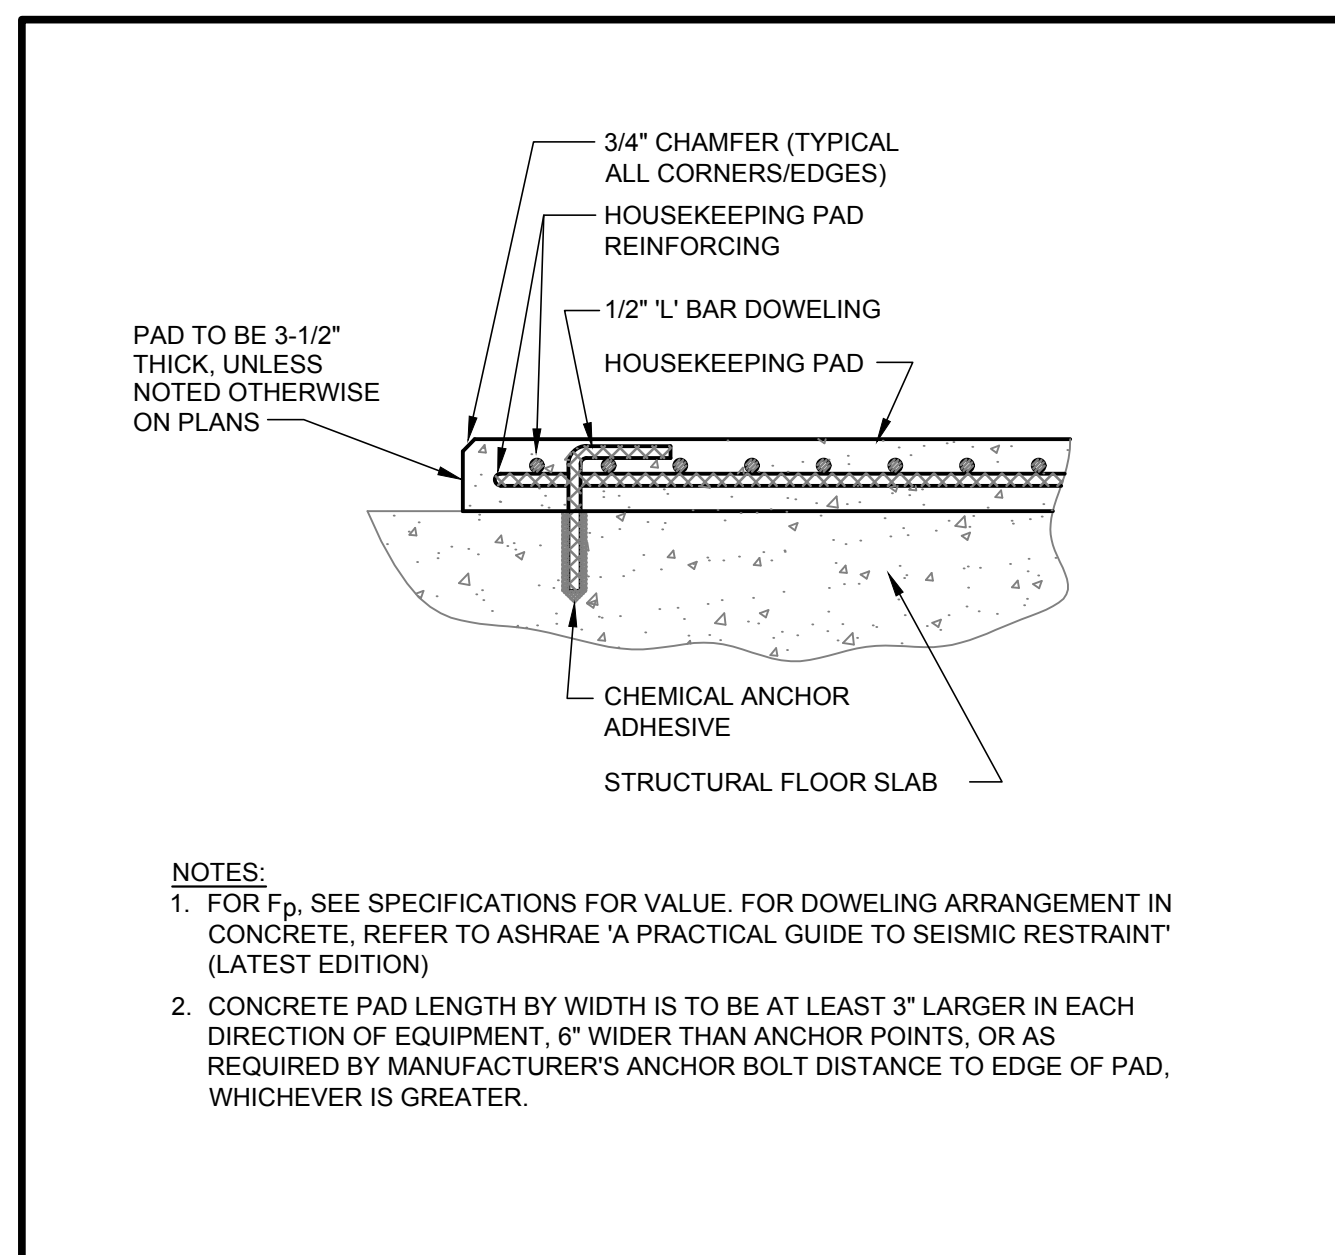 3/4" CHAMFER (TYPICAL
ALL CORNERS/EDGES)
HOUSEKEEPING PAD
REINFORCING
1/2" 'L' BAR DOWELING
HOUSEKEEPING PAD
PAD TO BE 3-1/2"
THICK, UNLESS
NOTED OTHERWISE
ON PLANS
CHEMICAL ANCHOR
ADHESIVE
STRUCTURAL FLOOR SLAB
NOTES:
1. FOR Fp, SEE SPECIFICATIONS FOR VALUE. FOR DOWELING ARRANGEMENT IN
CONCRETE, REFER TO ASHRAE 'A PRACTICAL GUIDE TO SEISMIC RESTRAINT'
(LATEST EDITION)
2. CONCRETE PAD LENGTH BY WIDTH IS TO BE AT LEAST 3" LARGER IN EACH
DIRECTION OF EQUIPMENT, 6" WIDER THAN ANCHOR POINTS, OR AS
REQUIRED BY MANUFACTURER'S ANCHOR BOLT DISTANCE TO EDGE OF PAD,
WHICHEVER IS GREATER.